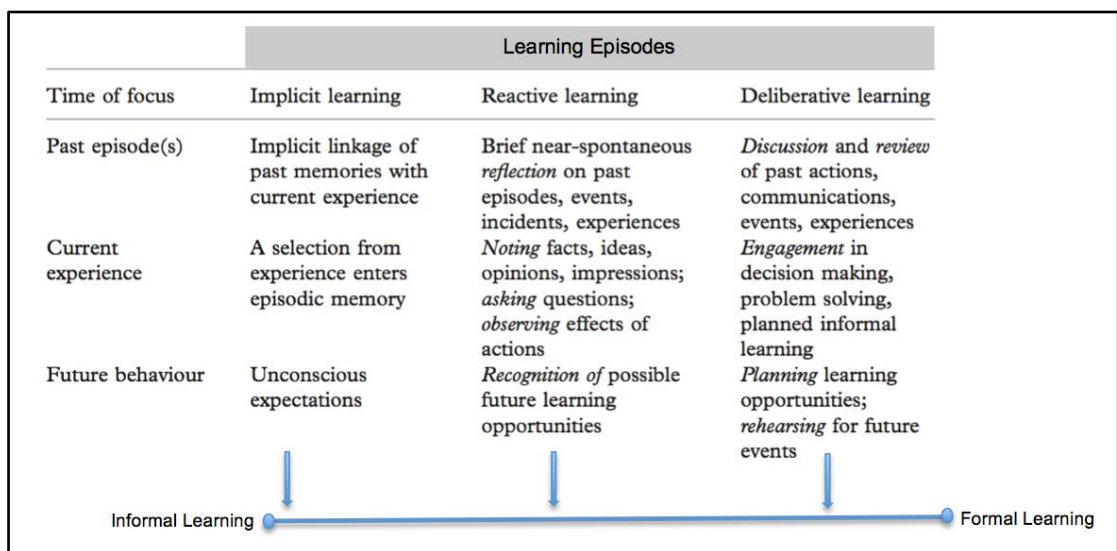 Learning Episodes
Time of focus Implicit learning Reactive learning Deliberative learning
Past episode(s) Implicit linkage of Brief near-spontaneous Discussion and review
past memories with reflection on past of past actions,
current experience episodes, events, communications,
incidents, experiences events, experiences
Current A selection from Noting facts, ideas, Engagement in
experience experience enters opinions, impressions; decision making,
episodic memory asking questions; problem solving,
observing effects of planned informal
actions learning
Future behaviour Unconscious Recognition of possible Planning learning
expectations future learning opportunities;
opportunities rehearsing for future
events
Informal Learning Formal Learning